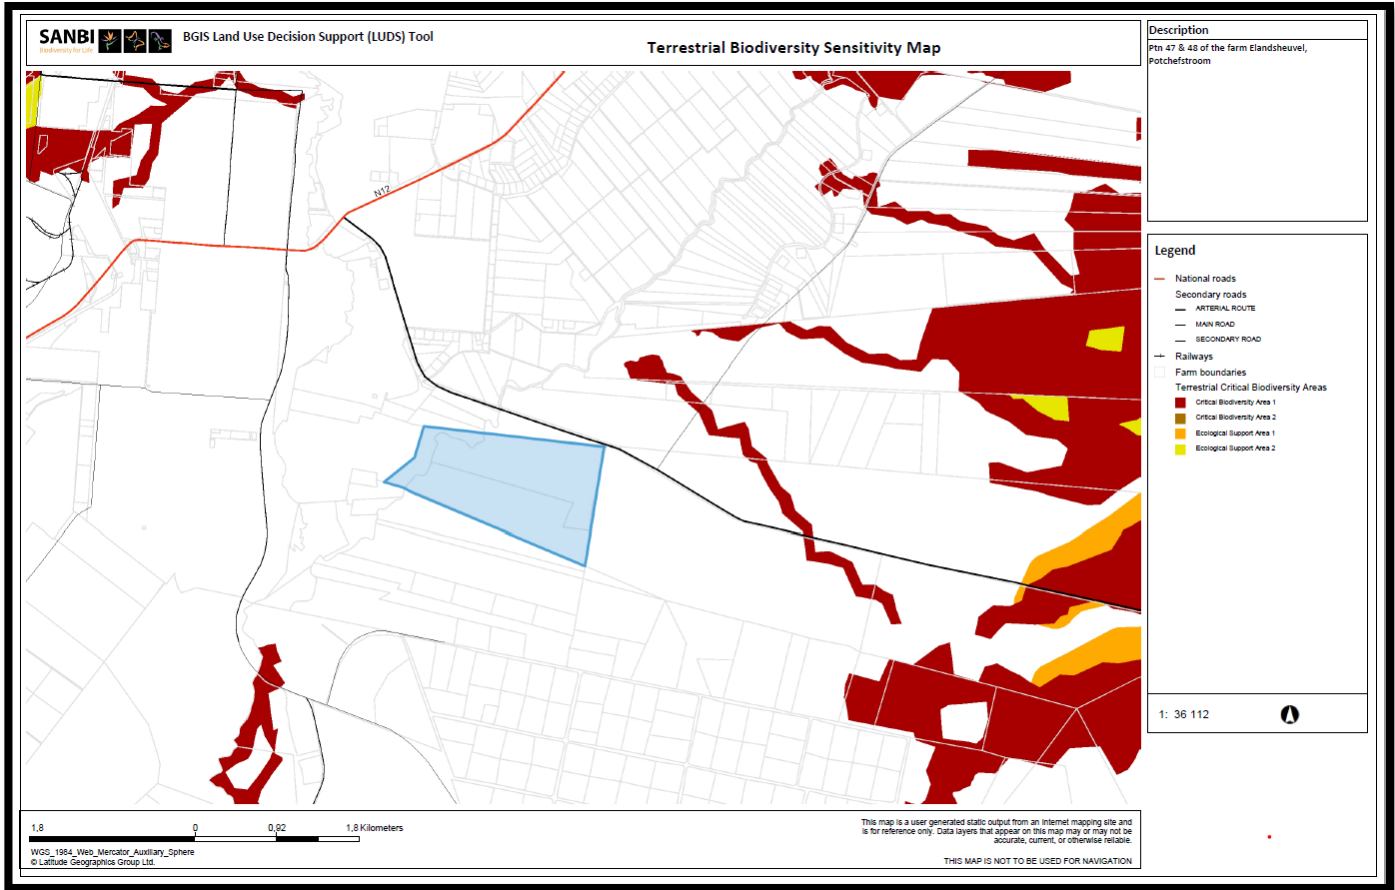 SANBI
Biodiversity for Life
BGIS Land Use Decision Support (LUDS) Tool
Terrestrial Biodiversity Sensitivity Map
Description
Ptn 47 & 48 of the farm Elandsheuvel,
Potchefstroom
N12
Legend
National roads
Secondary roads
ARTERIAL ROUTE
MAIN ROAD
SECONDARY ROAD
Railways
Farm boundaries
Terrestrial Critical Biodiversity Areas
Critical Biodiversity Area 1
Critical Biodiversity Area 2
Ecological Support Area 1
Ecological Support Area 2
1: 36 112
1,8 0 0,92 1,8 Kilometers
WGS_1984_Web_Mercator_Auxiliary_Sphere
© Latitude Geographics Group Ltd.
This map is a user generated static output from an Internet mapping site and
is for reference only. Data layers that appear on this map may or may not be
accurate, current, or otherwise reliable.
THIS MAP IS NOT TO BE USED FOR NAVIGATION